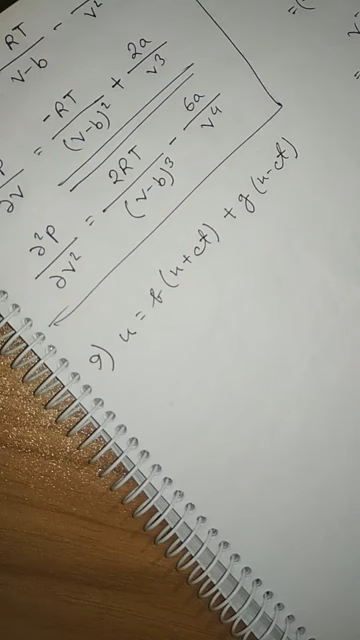 RT/(v-b) - 
∂v = -RT/(v-b)² + 2a/v³
∂²P/∂v² = 2RT/(v-b)³ - 6a/v⁴
9) u = f(x+ct) + g(x-ct)